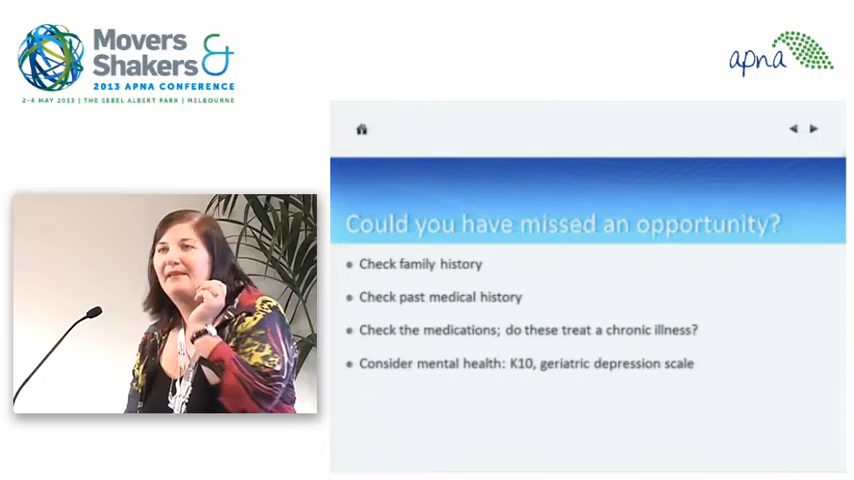 Movers
Shakers &
2013 APNA CONFERENCE
2-4 MAY 2013 | THE SEBEL ALBERT PARK | MELBOURNE
apna
Could you have missed an opportunity?
Check family history
Check past medical history
Check the medications; do these treat a chronic illness?
Consider mental health: K10, geriatric depression scale